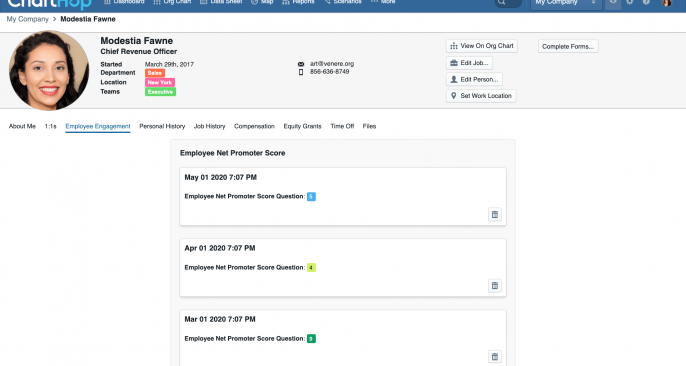 ChartHop Dashboard Org Chart Data Sheet Map Reports Scenarios More My Company
My Company > Modestia Fawne
Modestia Fawne
Chief Revenue Officer
Started March 29th, 2017
Department Sales
Location New York
Teams Executive
art@venere.org
856-636-8749
View On Org Chart
Edit Job...
Edit Person...
Set Work Location
Complete Forms...
About Me 1:1s Employee Engagement Personal History Job History Compensation Equity Grants Time Off Files
Employee Net Promoter Score
May 01 2020 7:07 PM
Employee Net Promoter Score Question: 5
Apr 01 2020 7:07 PM
Employee Net Promoter Score Question: 4
Mar 01 2020 7:07 PM
Employee Net Promoter Score Question: 9